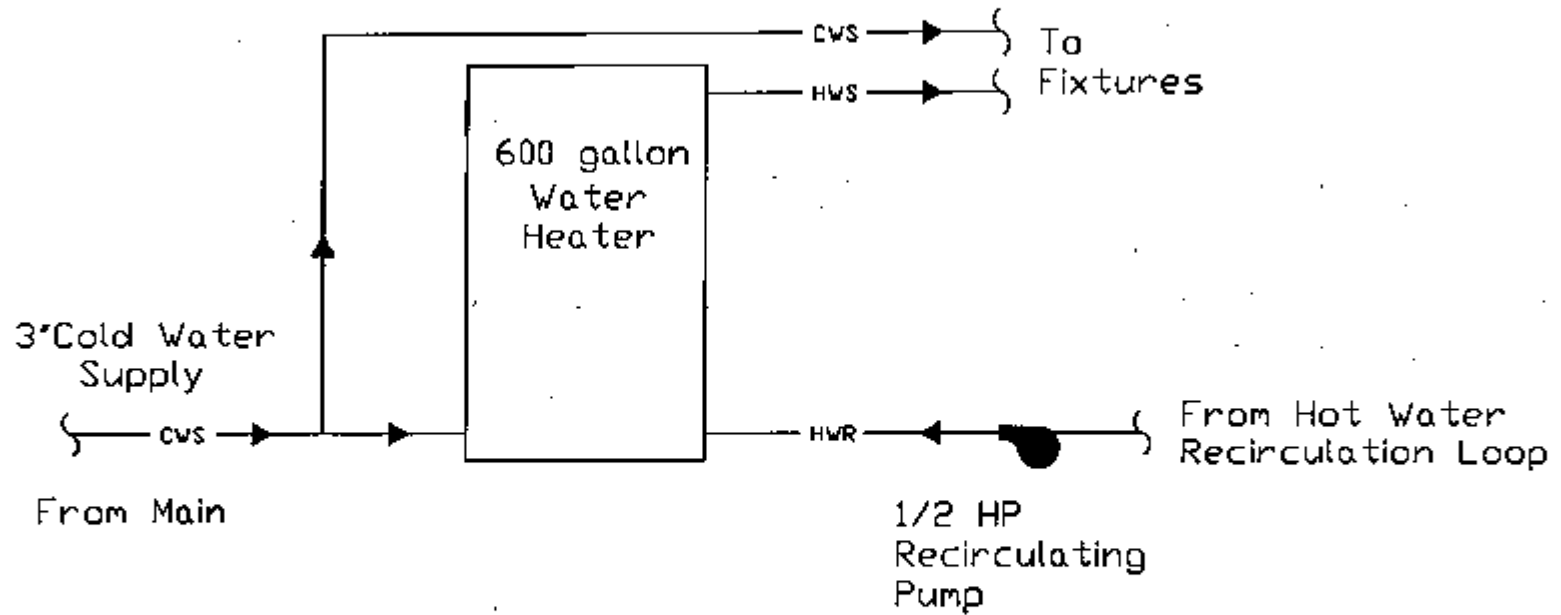 CWS
To
Fixtures
HWS
600 gallon
Water
Heater
3"Cold Water
Supply
CWS
HWR
From Hot Water
Recirculation Loop
From Main
1/2 HP
Recirculating
Pump